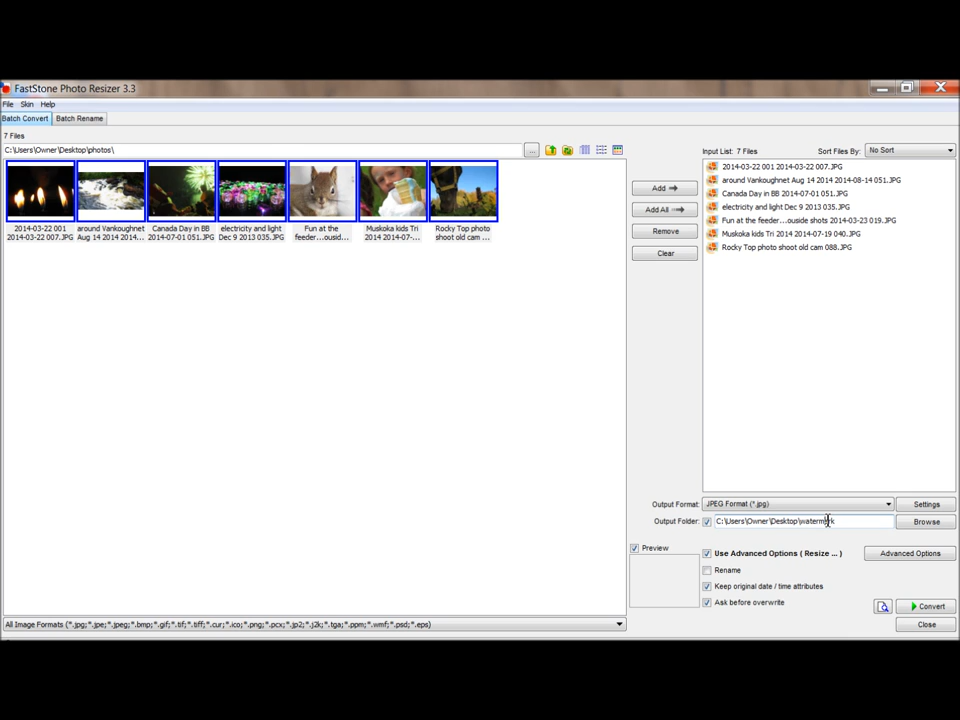 FastStone Photo Resizer 3.3
File Skin Help
Batch Convert Batch Rename
7 Files
C:\Users\Owner\Desktop\photos\
...
2014-03-22 001
2014-03-22 007.JPG
around Vankoughnet
Aug 14 2014 2014...
Canada Day in BB
2014-07-01 051.JPG
electricity and light
Dec 9 2013 035.JPG
Fun at the
feeder...ousid...
Muskoka kids Tri
2014 2014-07-...
Rocky Top photo
shoot old cam ...
Add
Add All
Remove
Clear
Input List: 7 Files
Sort Files By: No Sort
2014-03-22 001 2014-03-22 007.JPG
around Vankoughnet Aug 14 2014 2014-08-14 051.JPG
Canada Day in BB 2014-07-01 051.JPG
electricity and light Dec 9 2013 035.JPG
Fun at the feeder...ouside shots 2014-03-23 019.JPG
Muskoka kids Tri 2014 2014-07-19 040.JPG
Rocky Top photo shoot old cam 088.JPG
Output Format: JPEG Format (*.jpg) Settings
Output Folder: C:\Users\Owner\Desktop\watermark Browse
Preview
Use Advanced Options ( Resize ... ) Advanced Options
Rename
Keep original date / time attributes
Ask before overwrite
Convert
Close
All Image Formats (*.jpg;*.jpe;*.jpeg;*.bmp;*.gif;*.tif;*.tiff;*.cur;*.ico;*.png;*.pcx;*.jp2;*.j2k;*.tga;*.ppm;*.wmf;*.psd;*.eps)